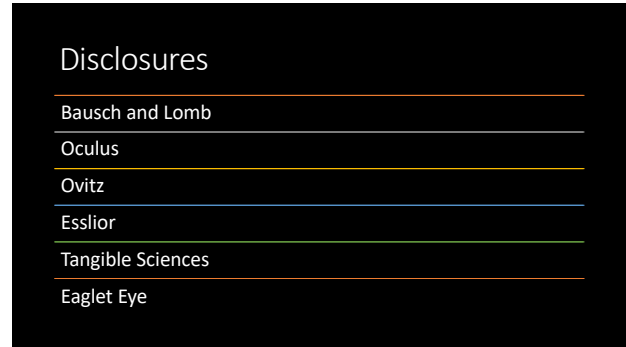 Disclosures
Bausch and Lomb
Oculus
Ovitz
Esslior
Tangible Sciences
Eaglet Eye